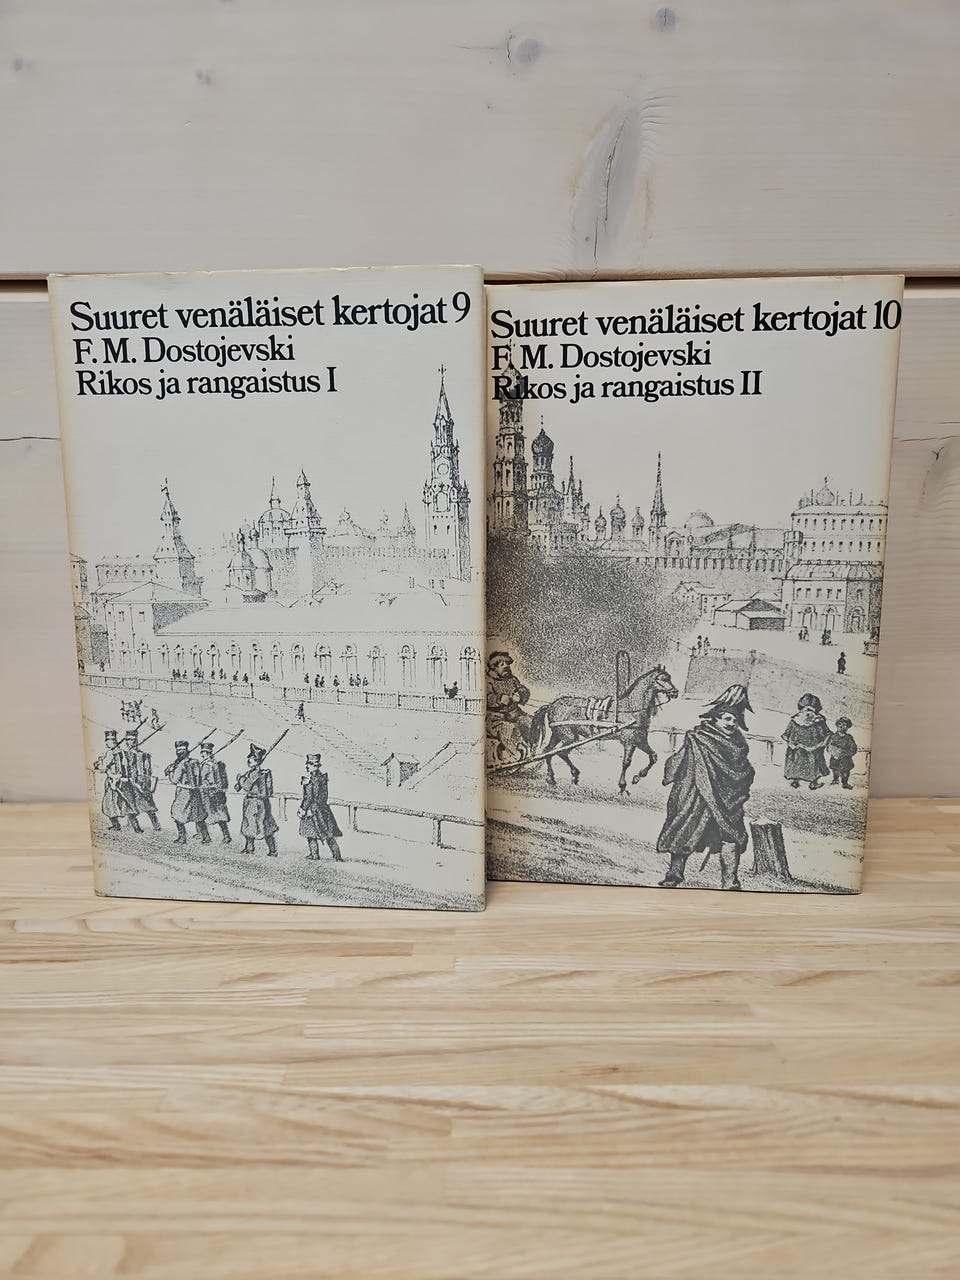 Suuret venäläiset kertojat 9
F. M. Dostojevski
Rikos ja rangaistus I
Suuret venäläiset kertojat 10
F. M. Dostojevski
Rikos ja rangaistus II